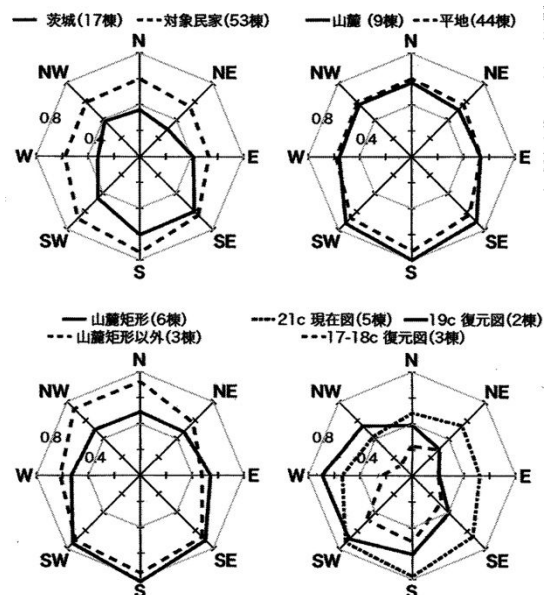 茨城(17棟) 対象民家(53棟)
N
NW NE
0.8
0.4
W E
SW SE
S
山麓 (9棟) 平地(44棟)
N
NW NE
0.8
0.4
W E
SW SE
S
山麓矩形(6棟)
山麓矩形以外(3棟)
N
NW NE
0.8
0.4
W E
SW SE
S
21c 現在図(5棟) 19c 復元図(2棟)
17-18c 復元図(3棟)
N
NW NE
0.8
0.4
W E
SW SE
S